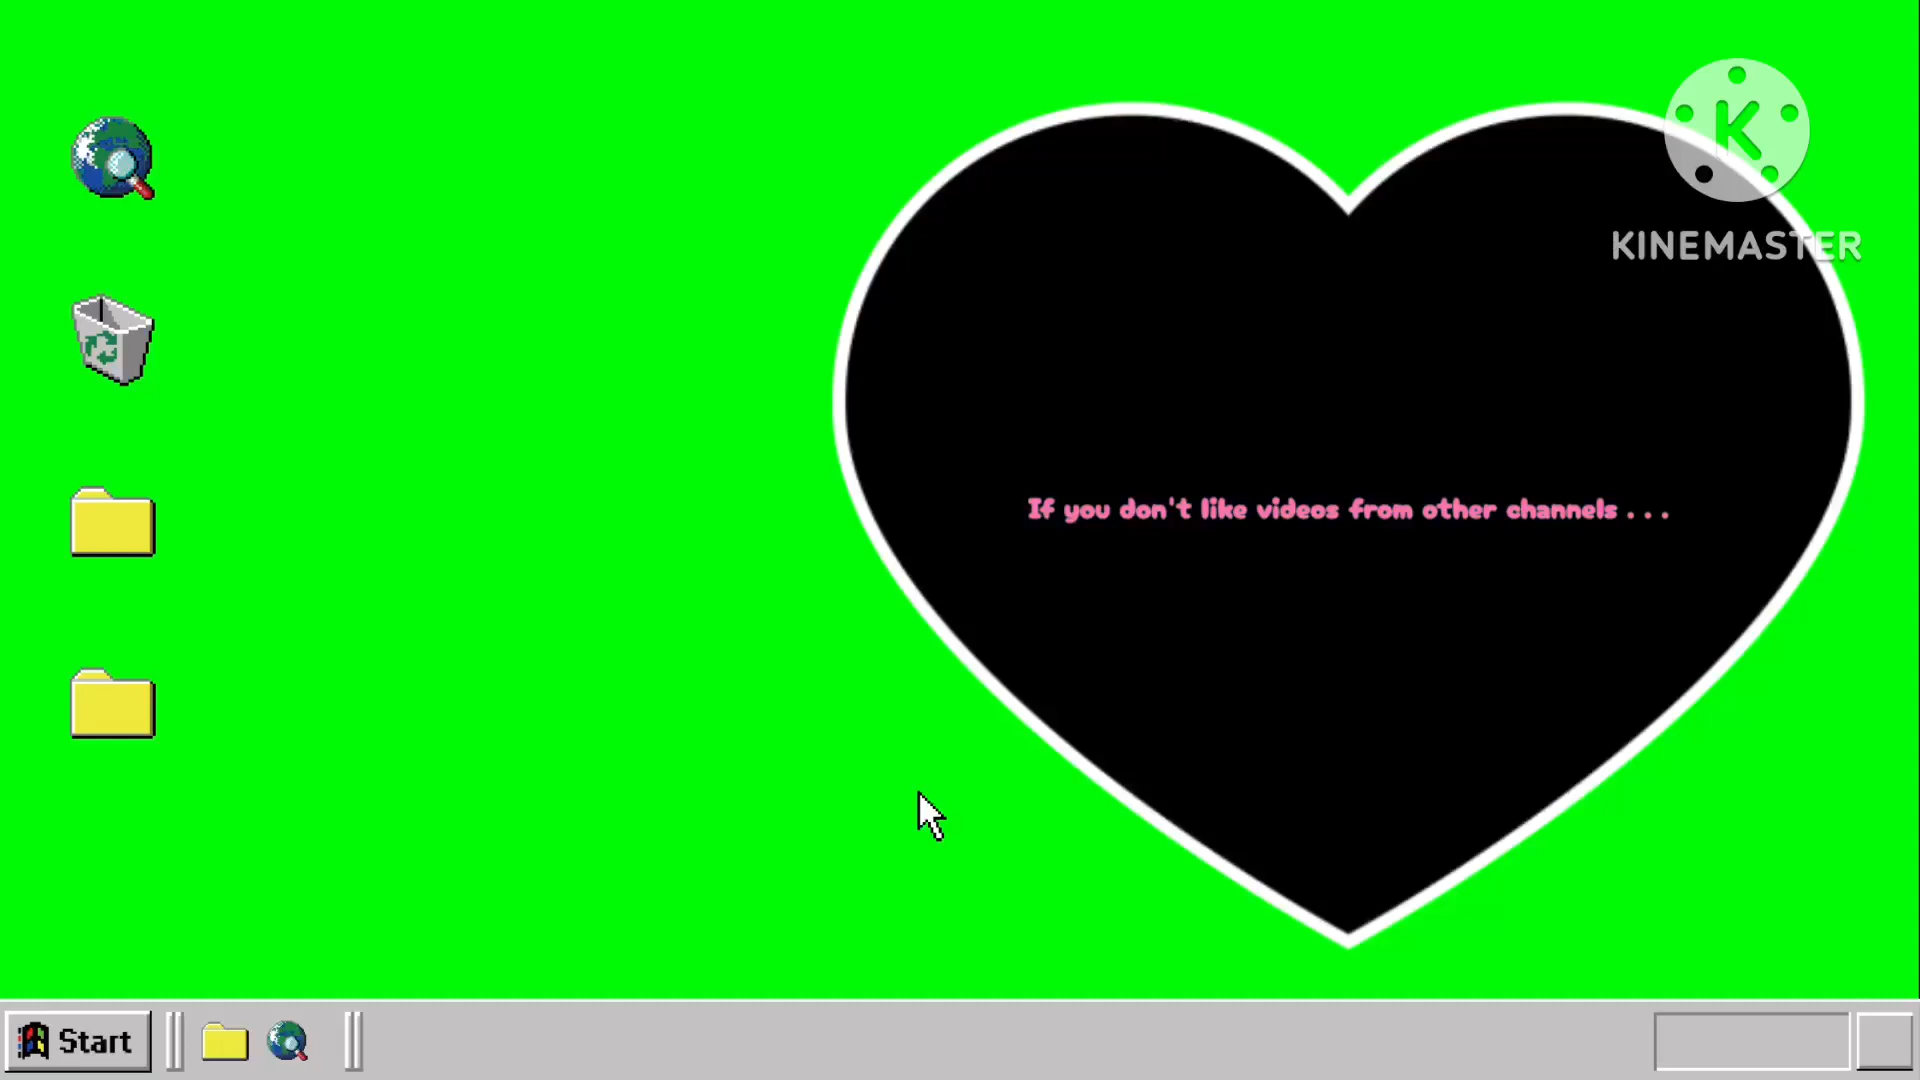 K
KINEMASTER
If you don't like videos from other channels . . .
Start